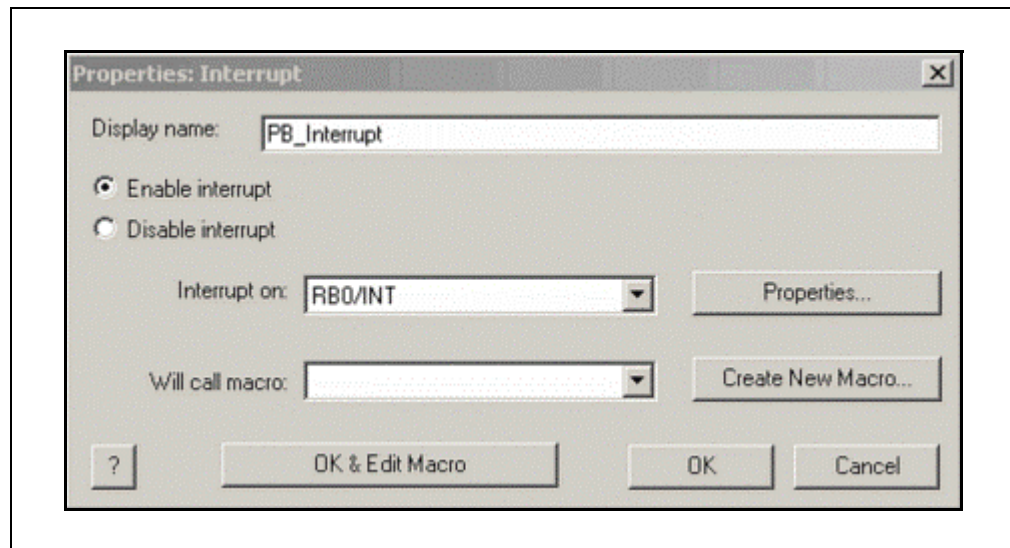 Properties: Interrupt
Display name: PB_Interrupt
Enable interrupt
Disable interrupt
Interrupt on: RB0/INT Properties...
Will call macro: Create New Macro...
? OK & Edit Macro OK Cancel